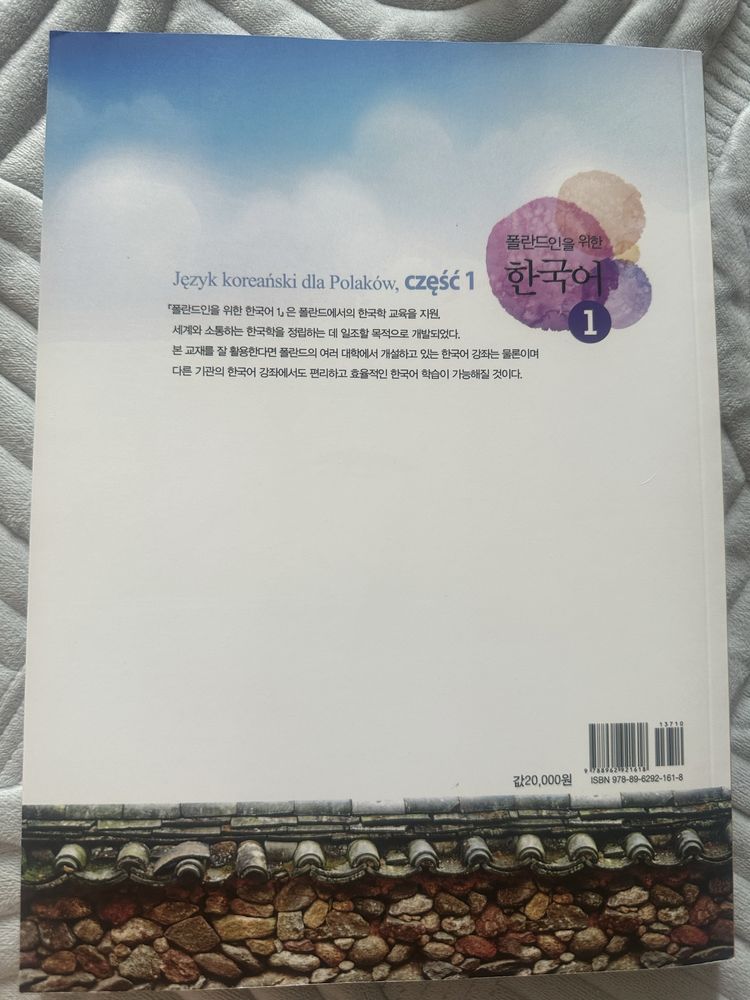 폴란드인을 위한
한국어
1
Język koreański dla Polaków, część 1
『폴란드인을 위한 한국어 1』은 폴란드에서의 한국학 교육을 지원,
세계와 소통하는 한국학을 정립하는 데 일조할 목적으로 개발되었다.
본 교재를 잘 활용한다면 폴란드의 여러 대학에서 개설하고 있는 한국어 강좌는 물론이며
다른 기관의 한국어 강좌에서도 편리하고 효율적인 한국어 학습이 가능해질 것이다.
13710
9 788962 921618
값20,000원
ISBN 978-89-6292-161-8